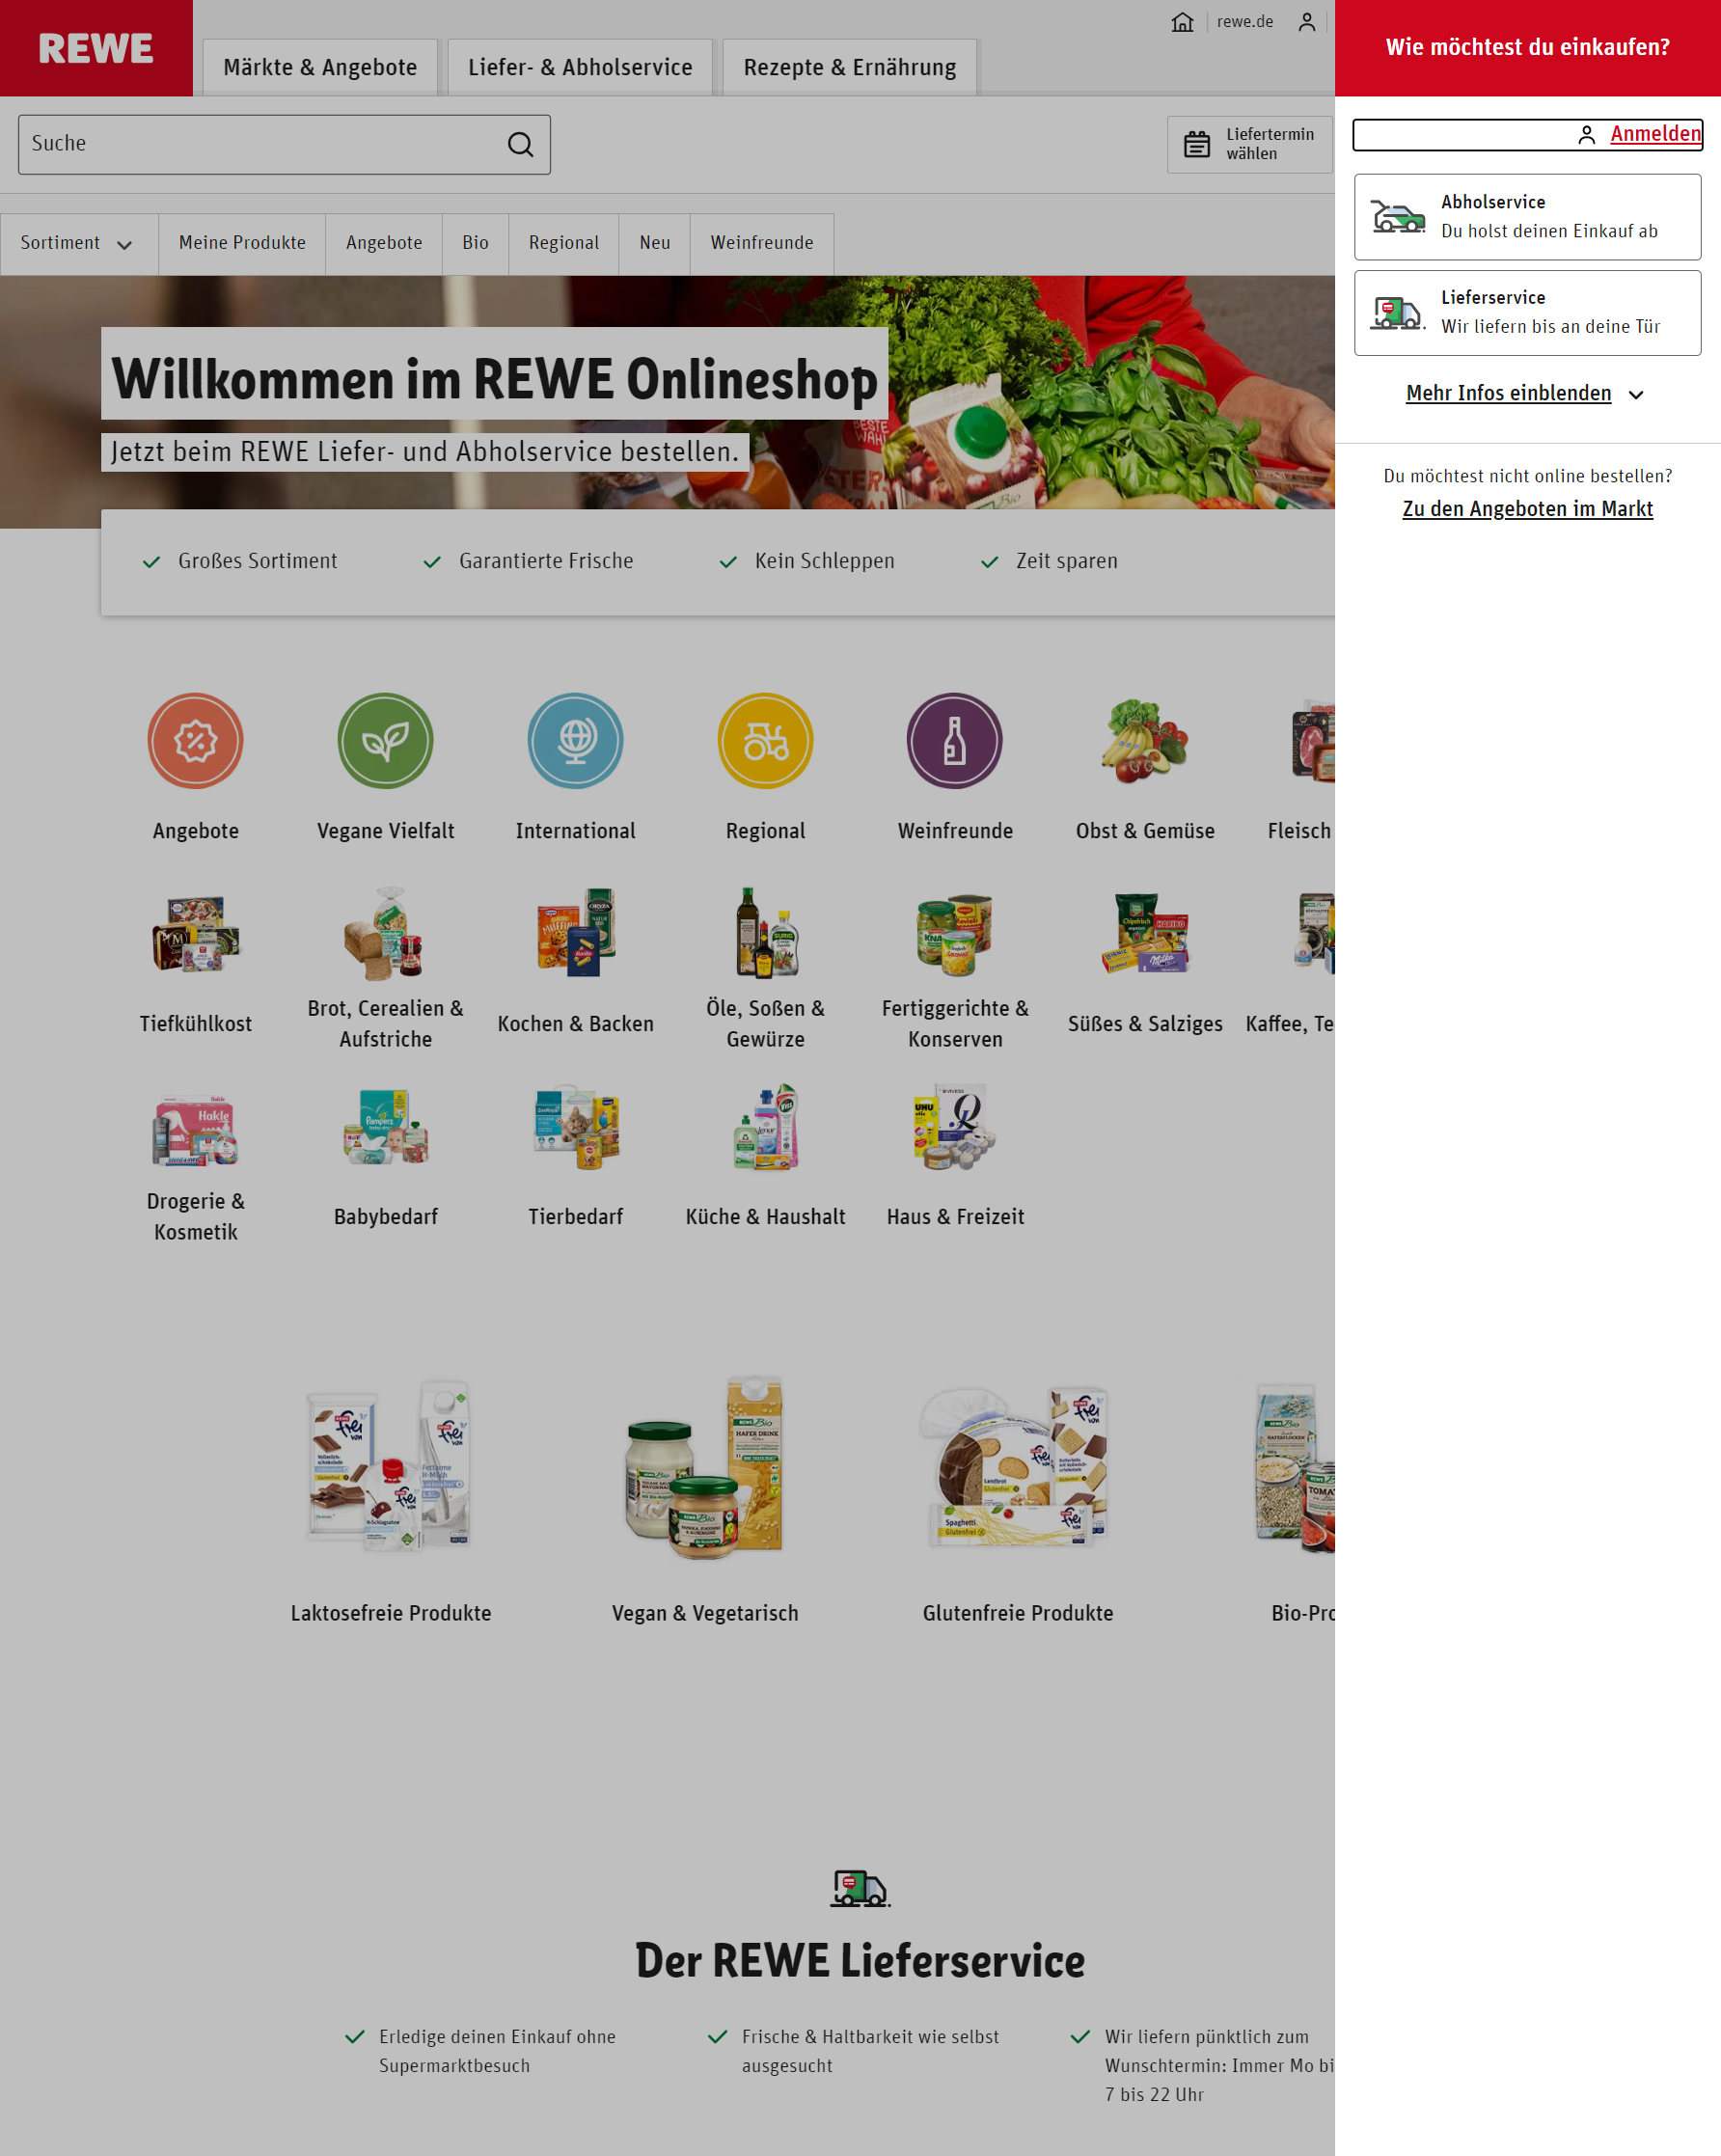 REWE
rewe.de
Märkte & Angebote
Liefer- & Abholservice
Rezepte & Ernährung
Suche
Liefertermin
wählen
Sortiment
Meine Produkte
Angebote
Bio
Regional
Neu
Weinfreunde
Willkommen im REWE Onlineshop
Jetzt beim REWE Liefer- und Abholservice bestellen.
Großes Sortiment
Garantierte Frische
Kein Schleppen
Zeit sparen
Angebote
Vegane Vielfalt
International
Regional
Weinfreunde
Obst & Gemüse
Fleisch
Tiefkühlkost
Brot, Cerealien &
Aufstriche
Kochen & Backen
Öle, Soßen &
Gewürze
Fertiggerichte &
Konserven
Süßes & Salziges
Kaffee, Te
Drogerie &
Kosmetik
Babybedarf
Tierbedarf
Küche & Haushalt
Haus & Freizeit
Laktosefreie Produkte
Vegan & Vegetarisch
Glutenfreie Produkte
Bio-Pro
Der REWE Lieferservice
Erledige deinen Einkauf ohne
Supermarktbesuch
Frische & Haltbarkeit wie selbst
ausgesucht
Wir liefern pünktlich zum
Wunschtermin: Immer Mo bi
7 bis 22 Uhr
Wie möchtest du einkaufen?
Anmelden
Abholservice
Du holst deinen Einkauf ab
Lieferservice
Wir liefern bis an deine Tür
Mehr Infos einblenden
Du möchtest nicht online bestellen?
Zu den Angeboten im Markt